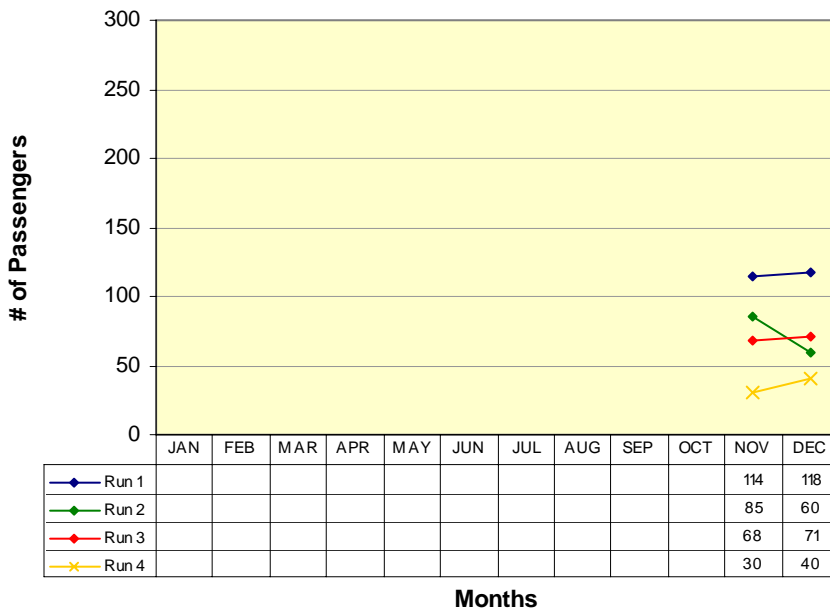 300
250
200
150
100
50
0
# of Passengers
JAN FEB MAR APR MAY JUN JUL AUG SEP OCT NOV DEC
Run 1 114 118
Run 2 85 60
Run 3 68 71
Run 4 30 40
Months